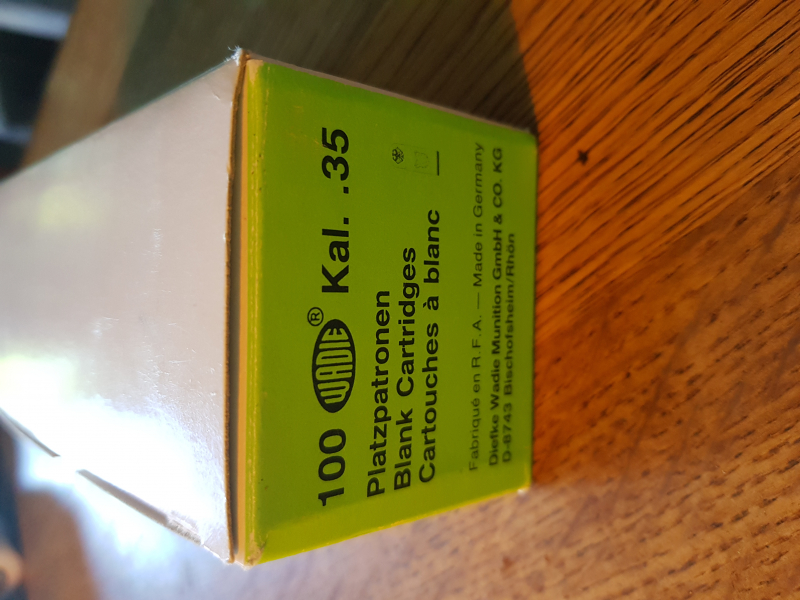 100 WADIE® Kal. .35
Platzpatronen
Blank Cartridges
Cartouches à blanc
Fabriqué en R.F.A. — Made in Germany
Diefke Wadie Munition GmbH & CO. KG
D-8743 Bischofsheim/Rhön